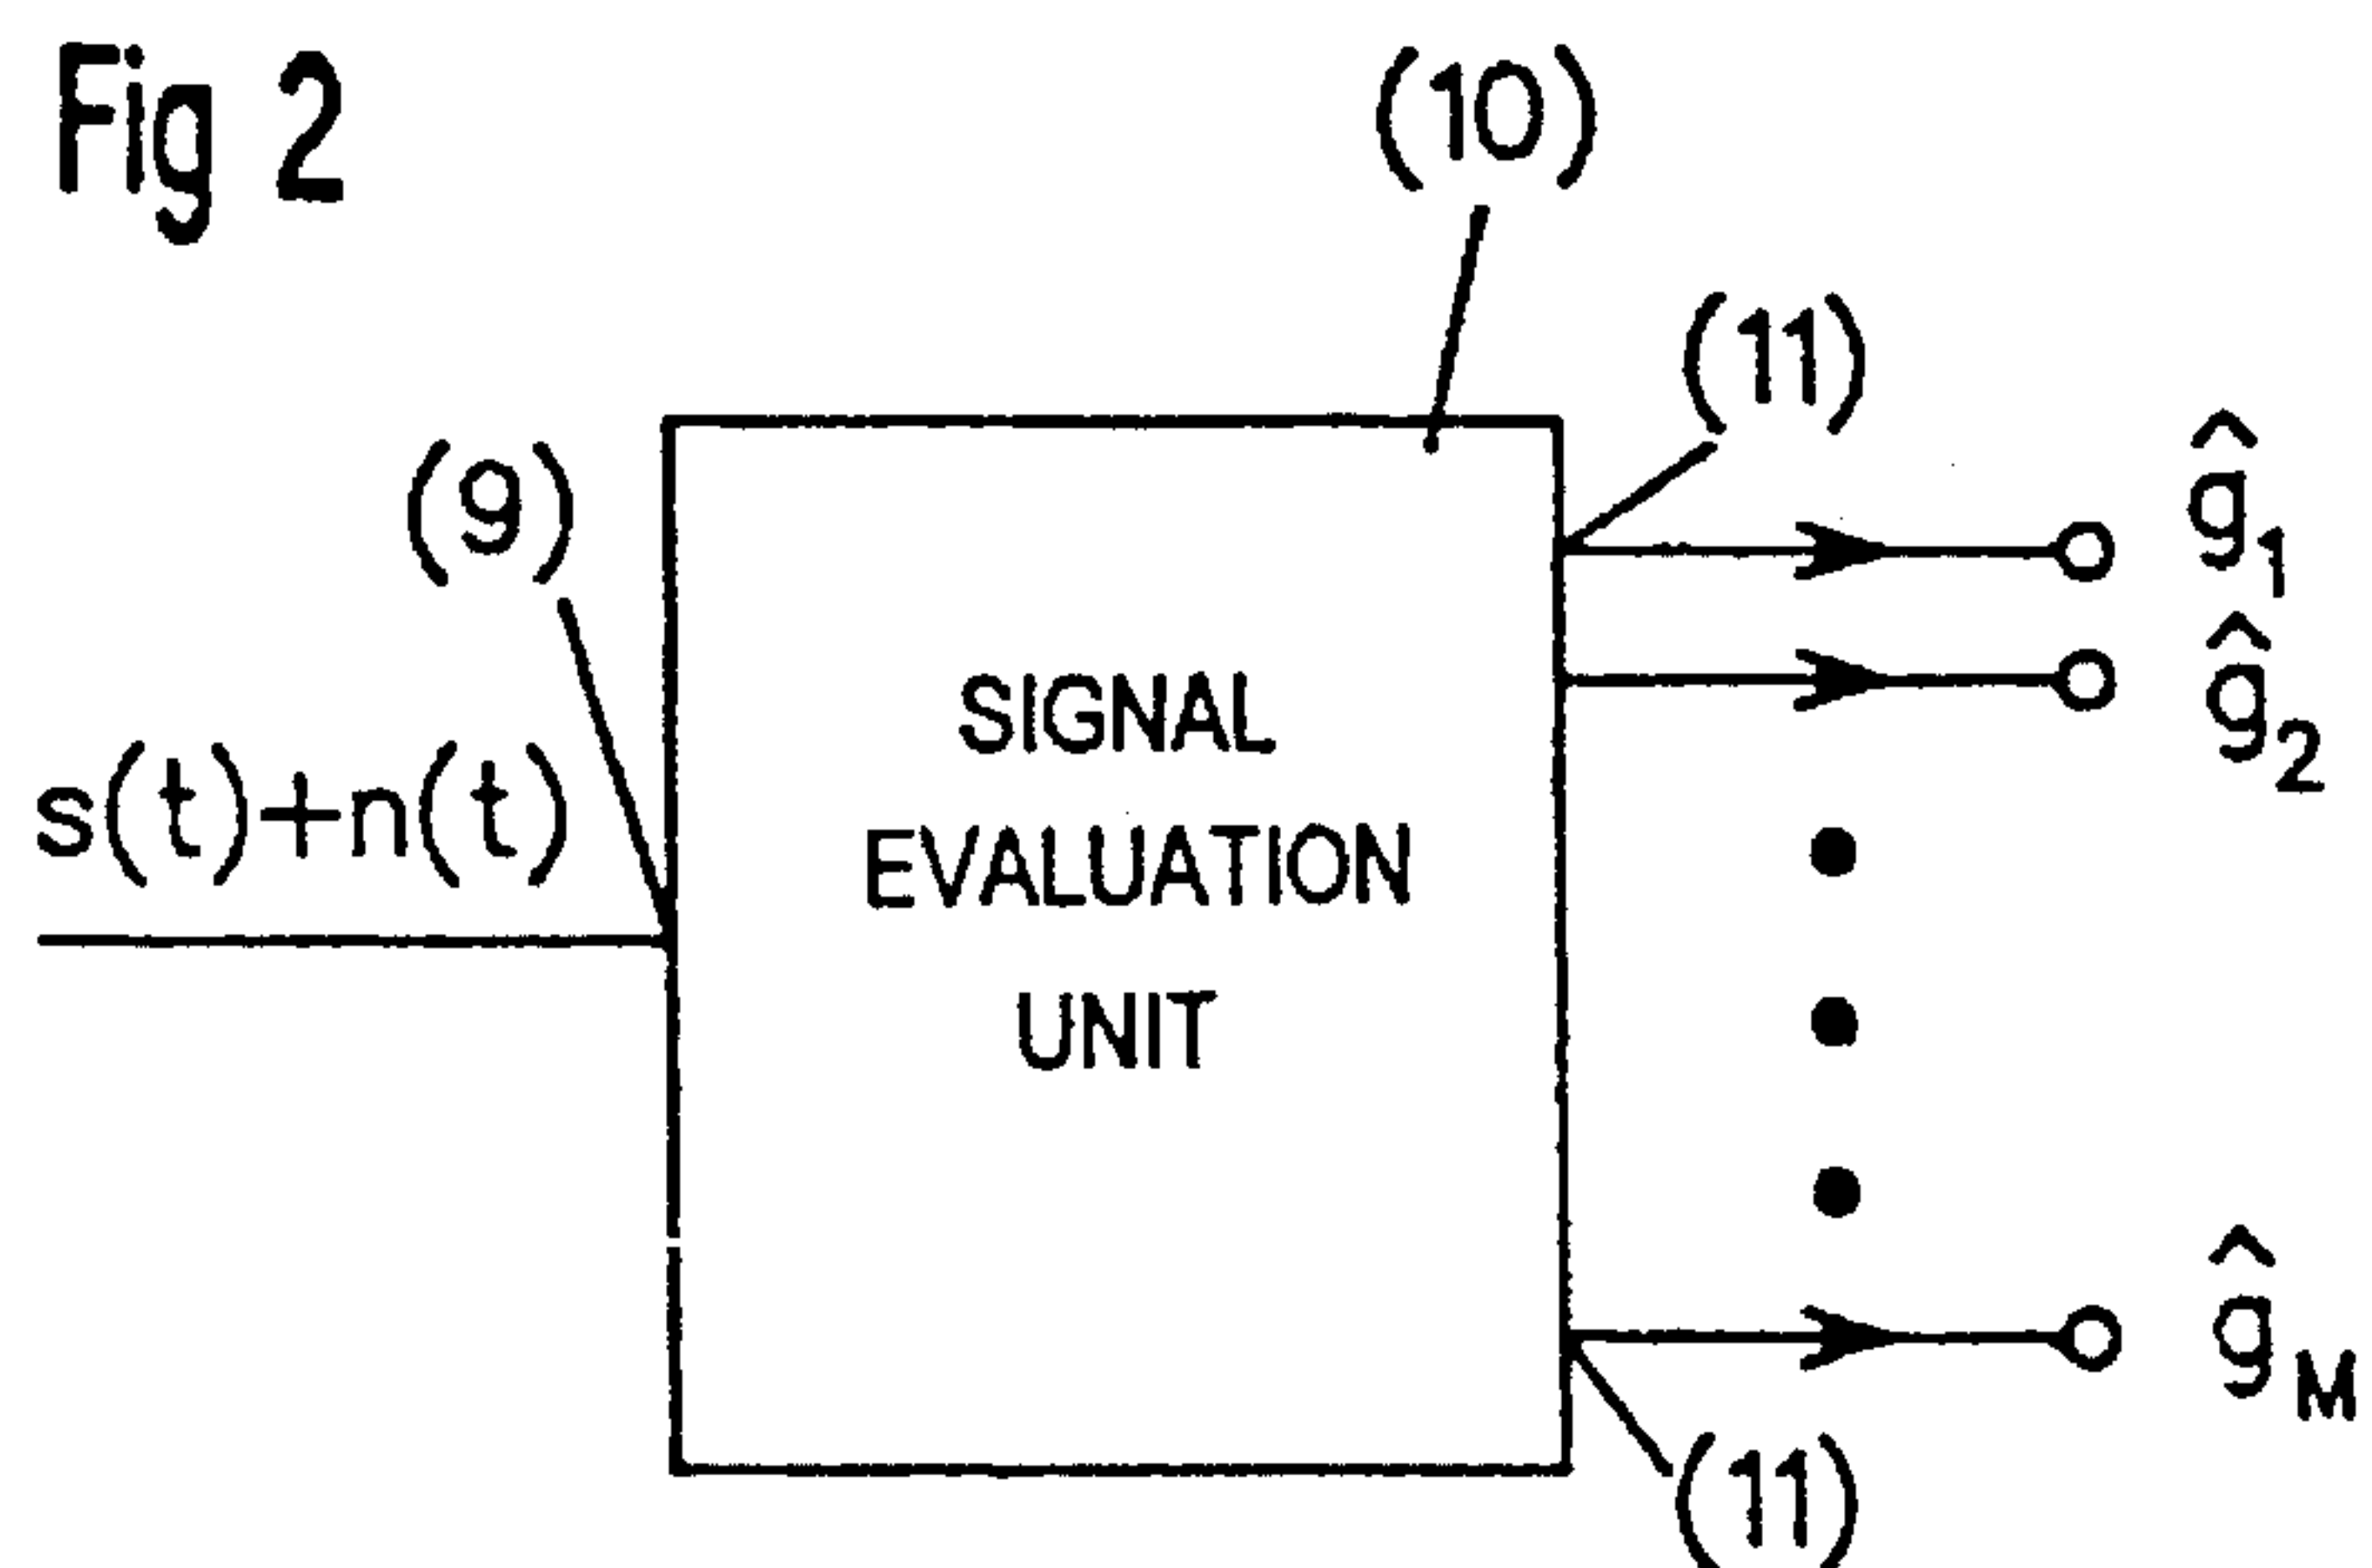 Fig 2
(10)
(11)
(9)
ĝ1
ĝ2
s(t)+n(t)
SIGNAL
EVALUATION
UNIT
ĝM
(11)